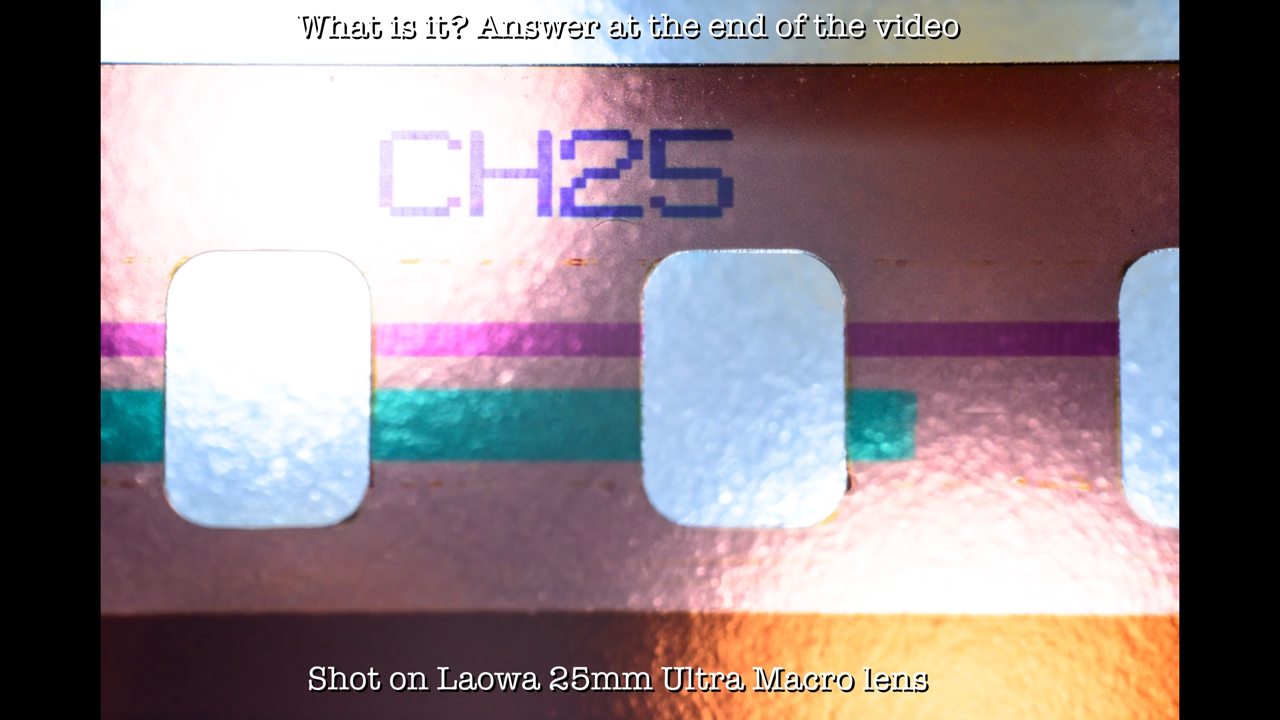 What is it? Answer at the end of the video
CH25
Shot on Laowa 25mm Ultra Macro lens